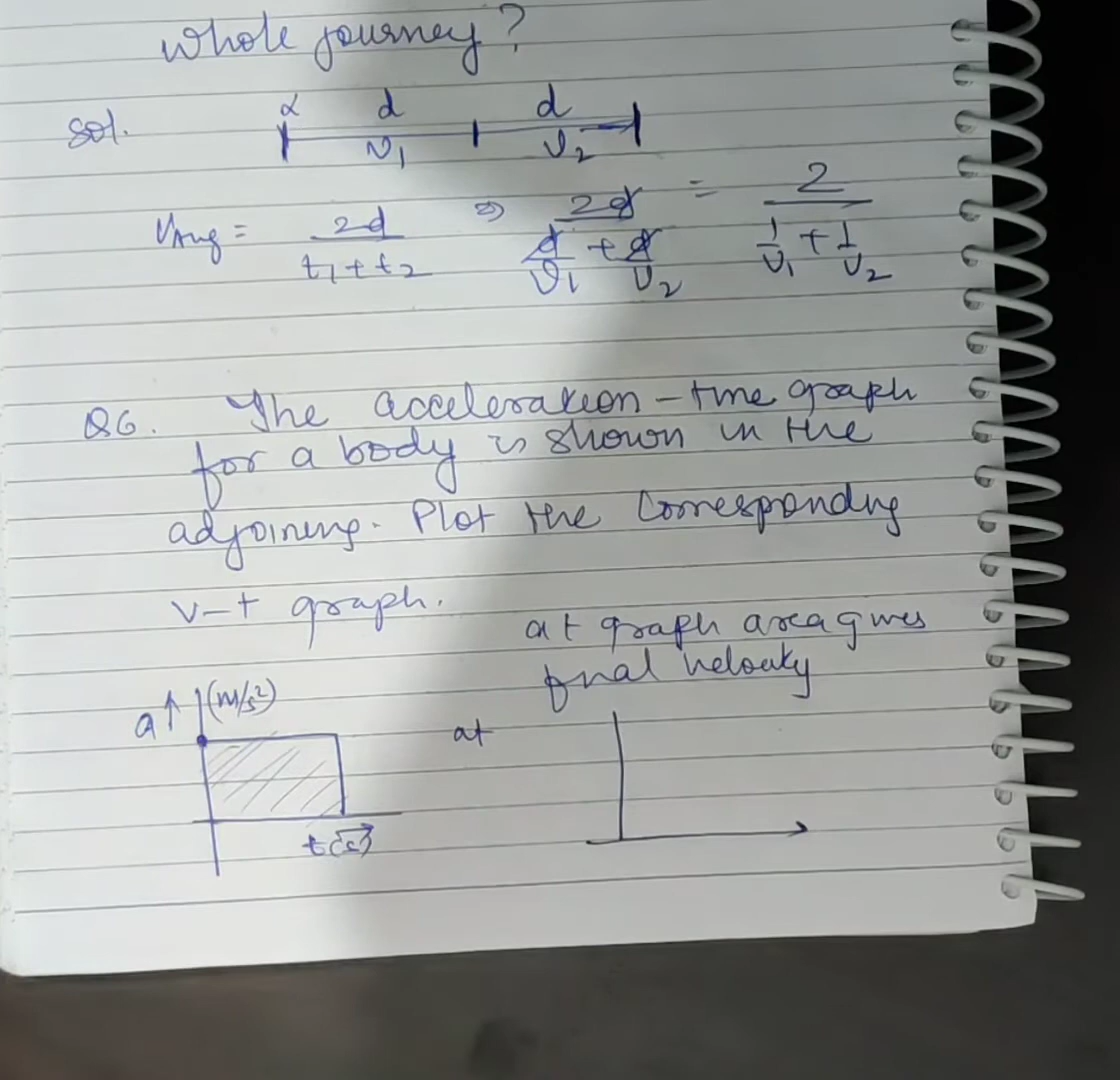 whole journey?
sol. α d d
v₁ v₂
VAvg = 2d/(t₁+t₂) ⇒ 2d/(d/v₁ + d/v₂) = 2/(1/v₁ + 1/v₂)
Q6. The acceleration - time graph
for a body is shown in the
adjoining. Plot the corresponding
v-t graph.
at graph area gives
final velocity
a↑ (m/s²)
at
t(s)→